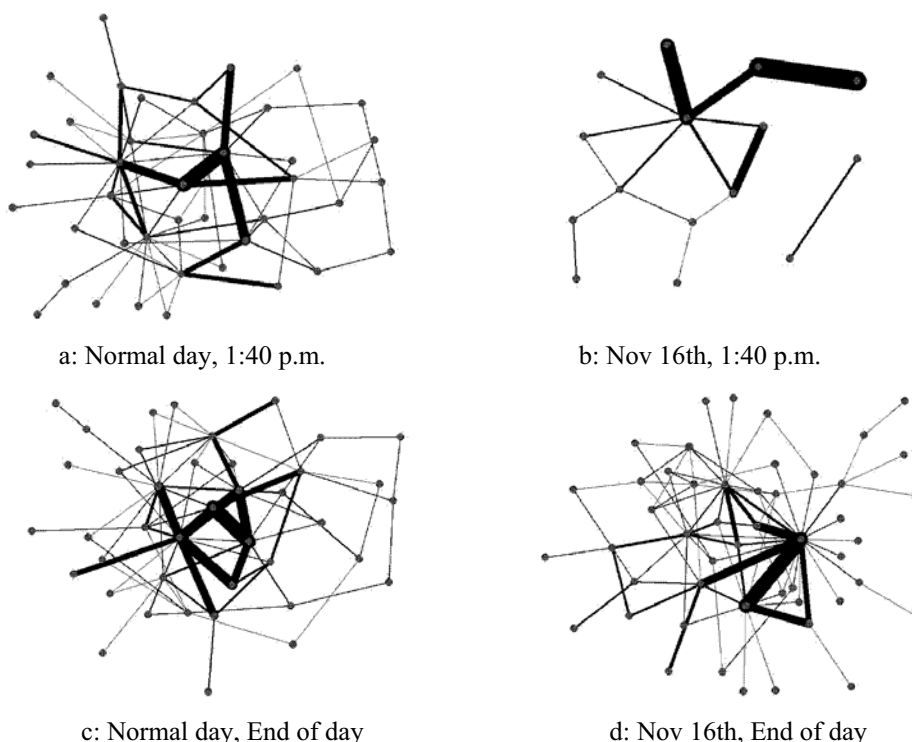 a: Normal day, 1:40 p.m.
b: Nov 16th, 1:40 p.m.
c: Normal day, End of day
d: Nov 16th, End of day